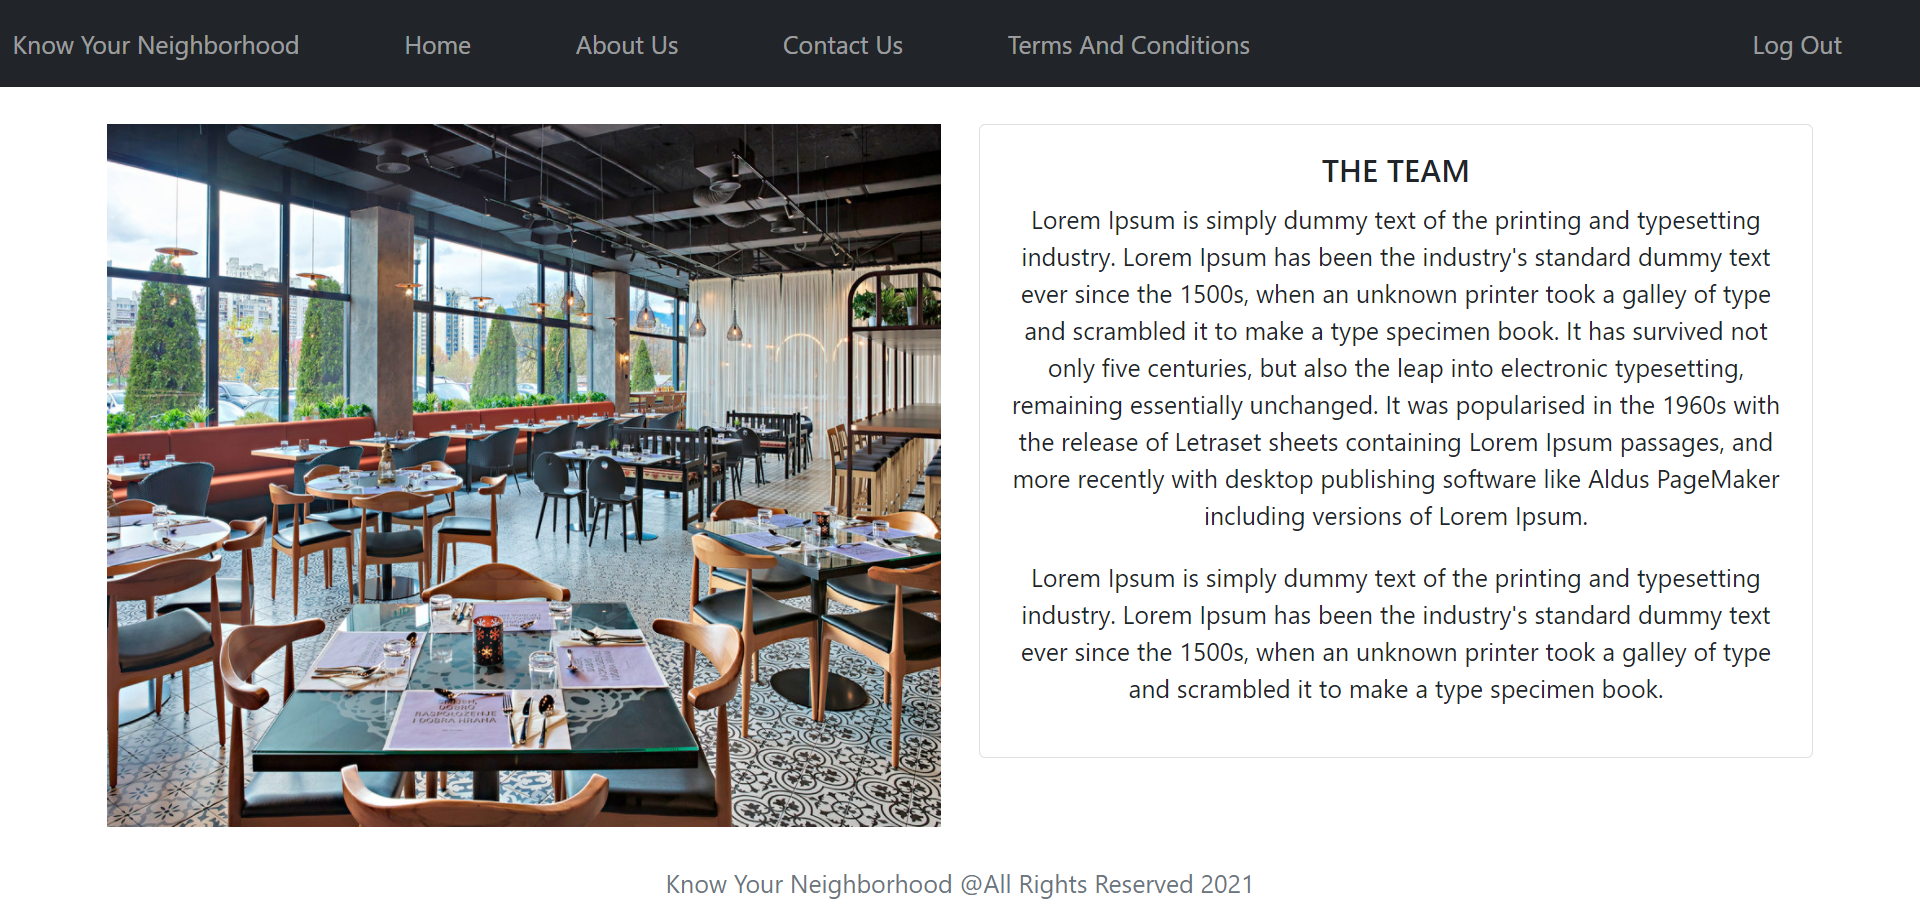 Know Your Neighborhood Home About Us Contact Us Terms And Conditions Log Out
THE TEAM
Lorem Ipsum is simply dummy text of the printing and typesetting
industry. Lorem Ipsum has been the industry's standard dummy text
ever since the 1500s, when an unknown printer took a galley of type
and scrambled it to make a type specimen book. It has survived not
only five centuries, but also the leap into electronic typesetting,
remaining essentially unchanged. It was popularised in the 1960s with
the release of Letraset sheets containing Lorem Ipsum passages, and
more recently with desktop publishing software like Aldus PageMaker
including versions of Lorem Ipsum.
Lorem Ipsum is simply dummy text of the printing and typesetting
industry. Lorem Ipsum has been the industry's standard dummy text
ever since the 1500s, when an unknown printer took a galley of type
and scrambled it to make a type specimen book.
DOBRO
RASPOLOŽENJE
I DOBRA HRANA
Know Your Neighborhood @All Rights Reserved 2021